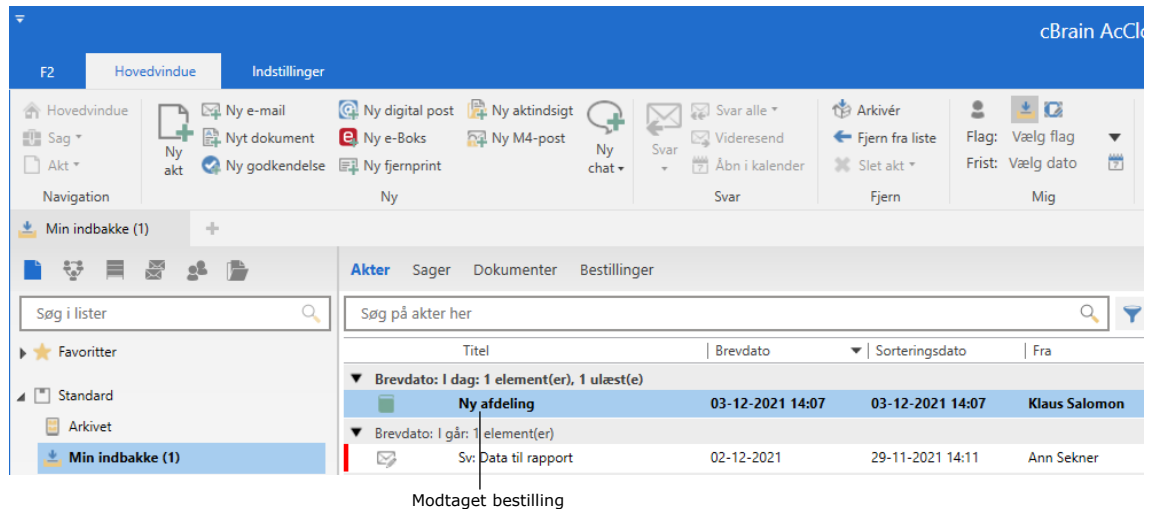 cBrain AcClo
F2 Hovedvindue Indstillinger
Hovedvindue Ny e-mail Ny digital post Ny aktindsigt Svar alle Arkivér
Sag Nyt dokument Ny e-Boks Ny M4-post Videresend Fjern fra liste Flag: Vælg flag
Ny akt Ny chat Svar
Akt Ny godkendelse Ny fjernprint Åbn i kalender Slet akt Frist: Vælg dato
Navigation Ny Svar Fjern Mig
Min indbakke (1) +
Akter Sager Dokumenter Bestillinger
Søg i lister Søg på akter her
Favoritter Titel Brevdato Sorteringsdato Fra
Brevdato: I dag: 1 element(er), 1 ulæst(e)
Standard Ny afdeling 03-12-2021 14:07 03-12-2021 14:07 Klaus Salomon
Arkivet Brevdato: I går: 1 element(er)
Min indbakke (1) Sv: Data til rapport 02-12-2021 29-11-2021 14:11 Ann Sekner
Modtaget bestilling